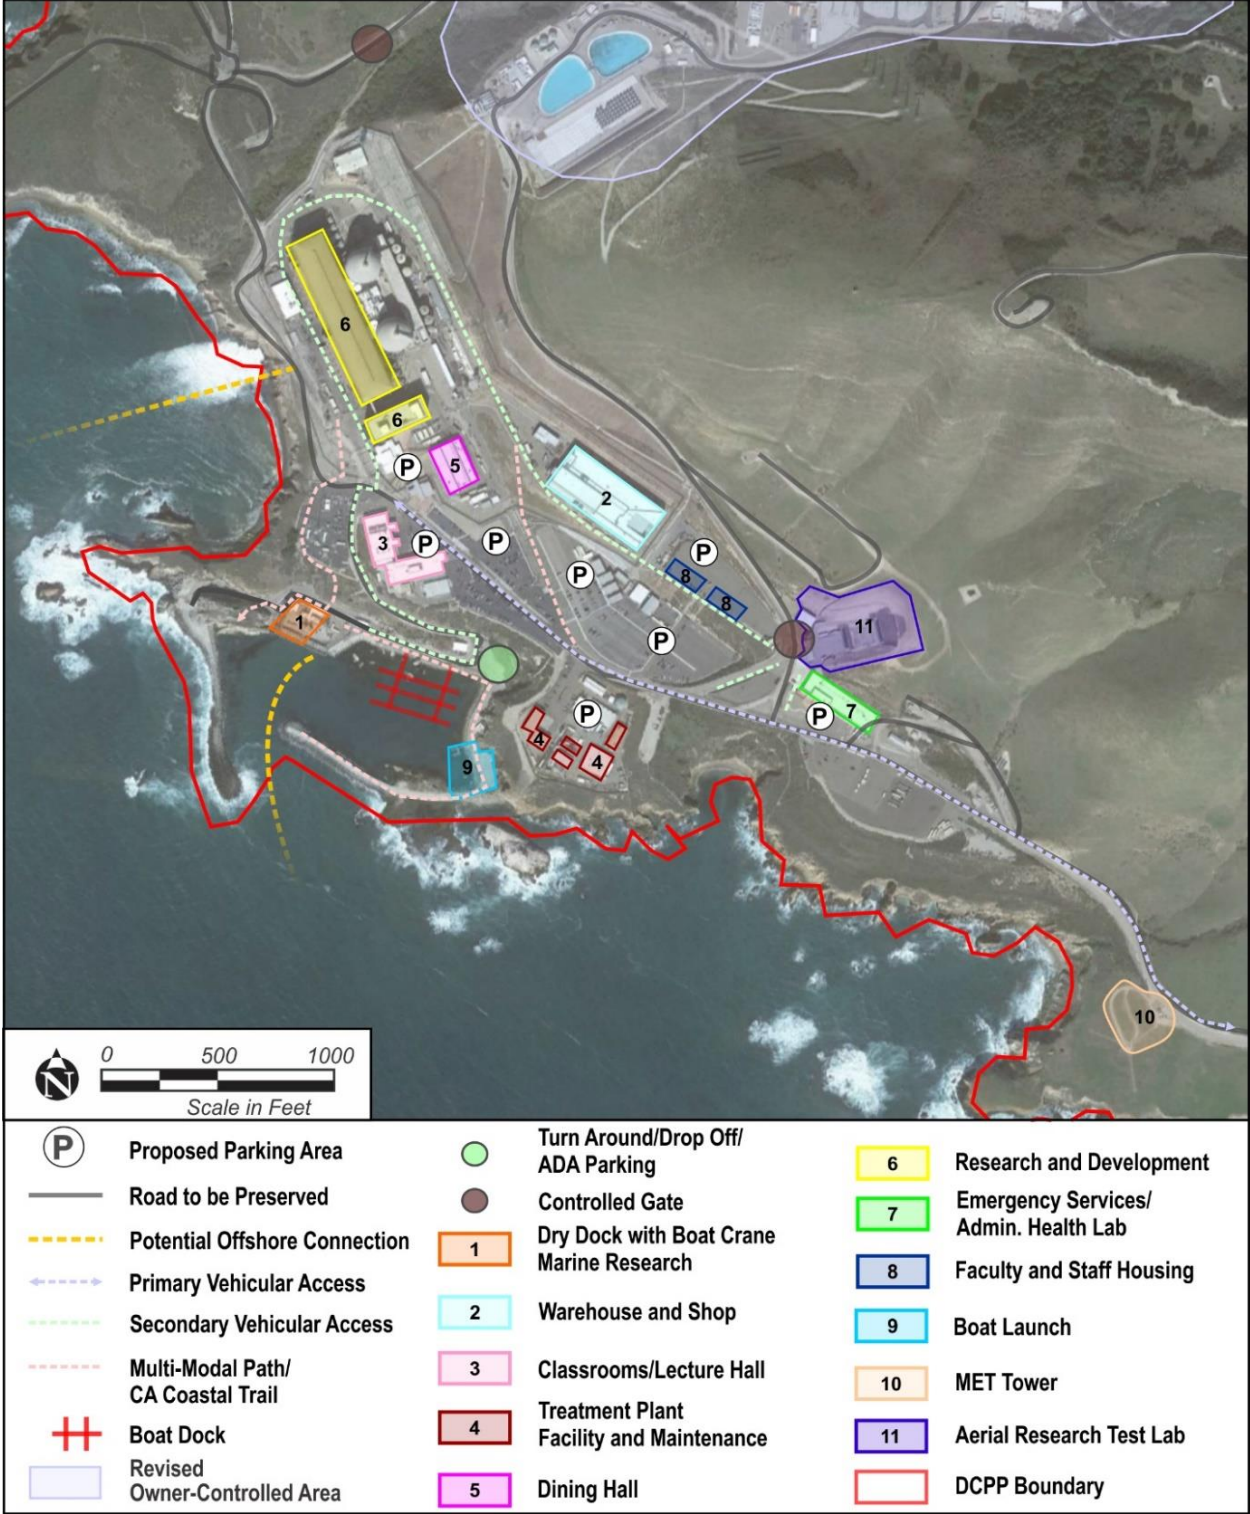 6
6
P
5
2
3
P
P
P
P
8
8
1
P
11
P
7
P
4
4
9
10
N
0 500 1000
Scale in Feet
P Proposed Parking Area
Road to be Preserved
Potential Offshore Connection
Primary Vehicular Access
Secondary Vehicular Access
Multi-Modal Path/
CA Coastal Trail
Boat Dock
Revised
Owner-Controlled Area
Turn Around/Drop Off/
ADA Parking
Controlled Gate
1 Dry Dock with Boat Crane
Marine Research
2 Warehouse and Shop
3 Classrooms/Lecture Hall
4 Treatment Plant
Facility and Maintenance
5 Dining Hall
6 Research and Development
7 Emergency Services/
Admin. Health Lab
8 Faculty and Staff Housing
9 Boat Launch
10 MET Tower
11 Aerial Research Test Lab
DCPP Boundary